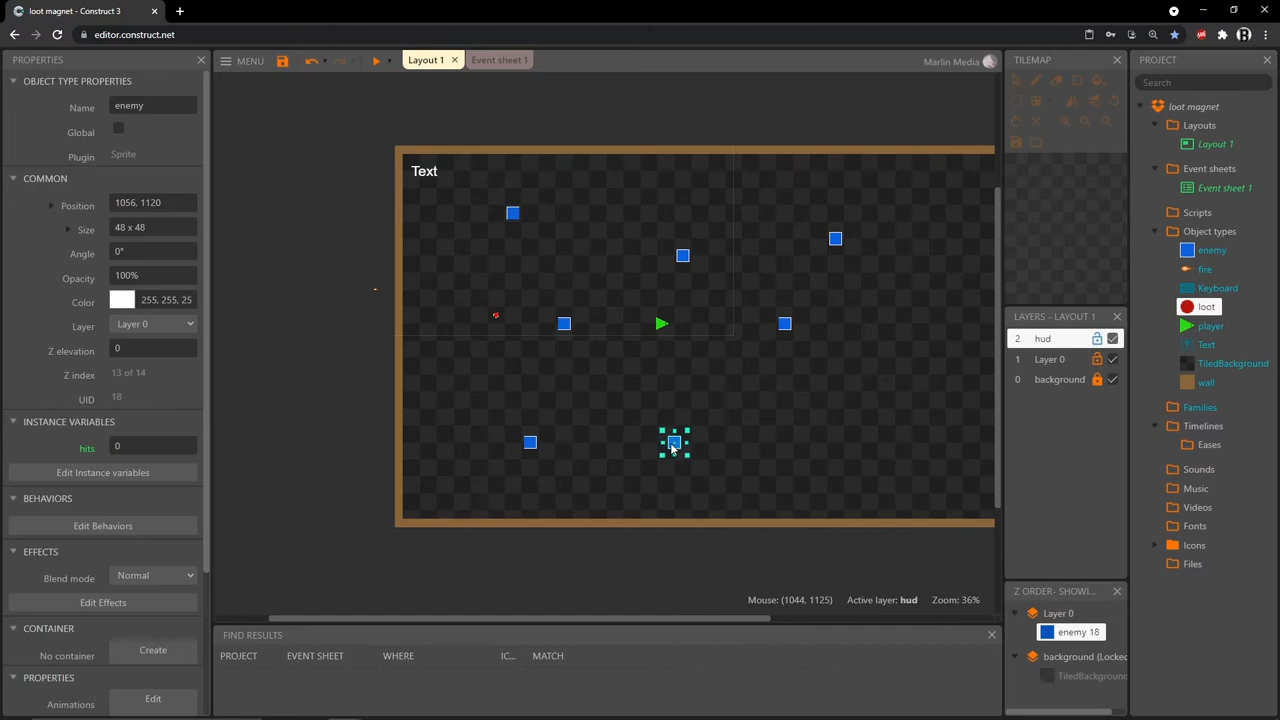 loot magnet - Construct 3
editor.construct.net
PROPERTIES
OBJECT TYPE PROPERTIES
Name enemy
Global
Plugin Sprite
COMMON
Position 1056, 1120
Size 48 x 48
Angle 0°
Opacity 100%
Color 255, 255, 25
Layer Layer 0
Z elevation 0
Z index 13 of 14
UID 18
INSTANCE VARIABLES
hits 0
Edit Instance variables
BEHAVIORS
Edit Behaviors
EFFECTS
Blend mode Normal
Edit Effects
CONTAINER
No container Create
PROPERTIES
Animations Edit
MENU
Layout 1
Event sheet 1
Marlin Media
Text
Mouse: (1044, 1125) Active layer: hud Zoom: 36%
FIND RESULTS
PROJECT EVENT SHEET WHERE IC... MATCH
TILEMAP
LAYERS - LAYOUT 1
2 hud
1 Layer 0
0 background
Z ORDER- SHOWI...
Layer 0
enemy 18
background (Locked
TiledBackground
PROJECT
Search
loot magnet
Layouts
Layout 1
Event sheets
Event sheet 1
Scripts
Object types
enemy
fire
Keyboard
loot
player
Text
TiledBackground
wall
Families
Timelines
Eases
Sounds
Music
Videos
Fonts
Icons
Files